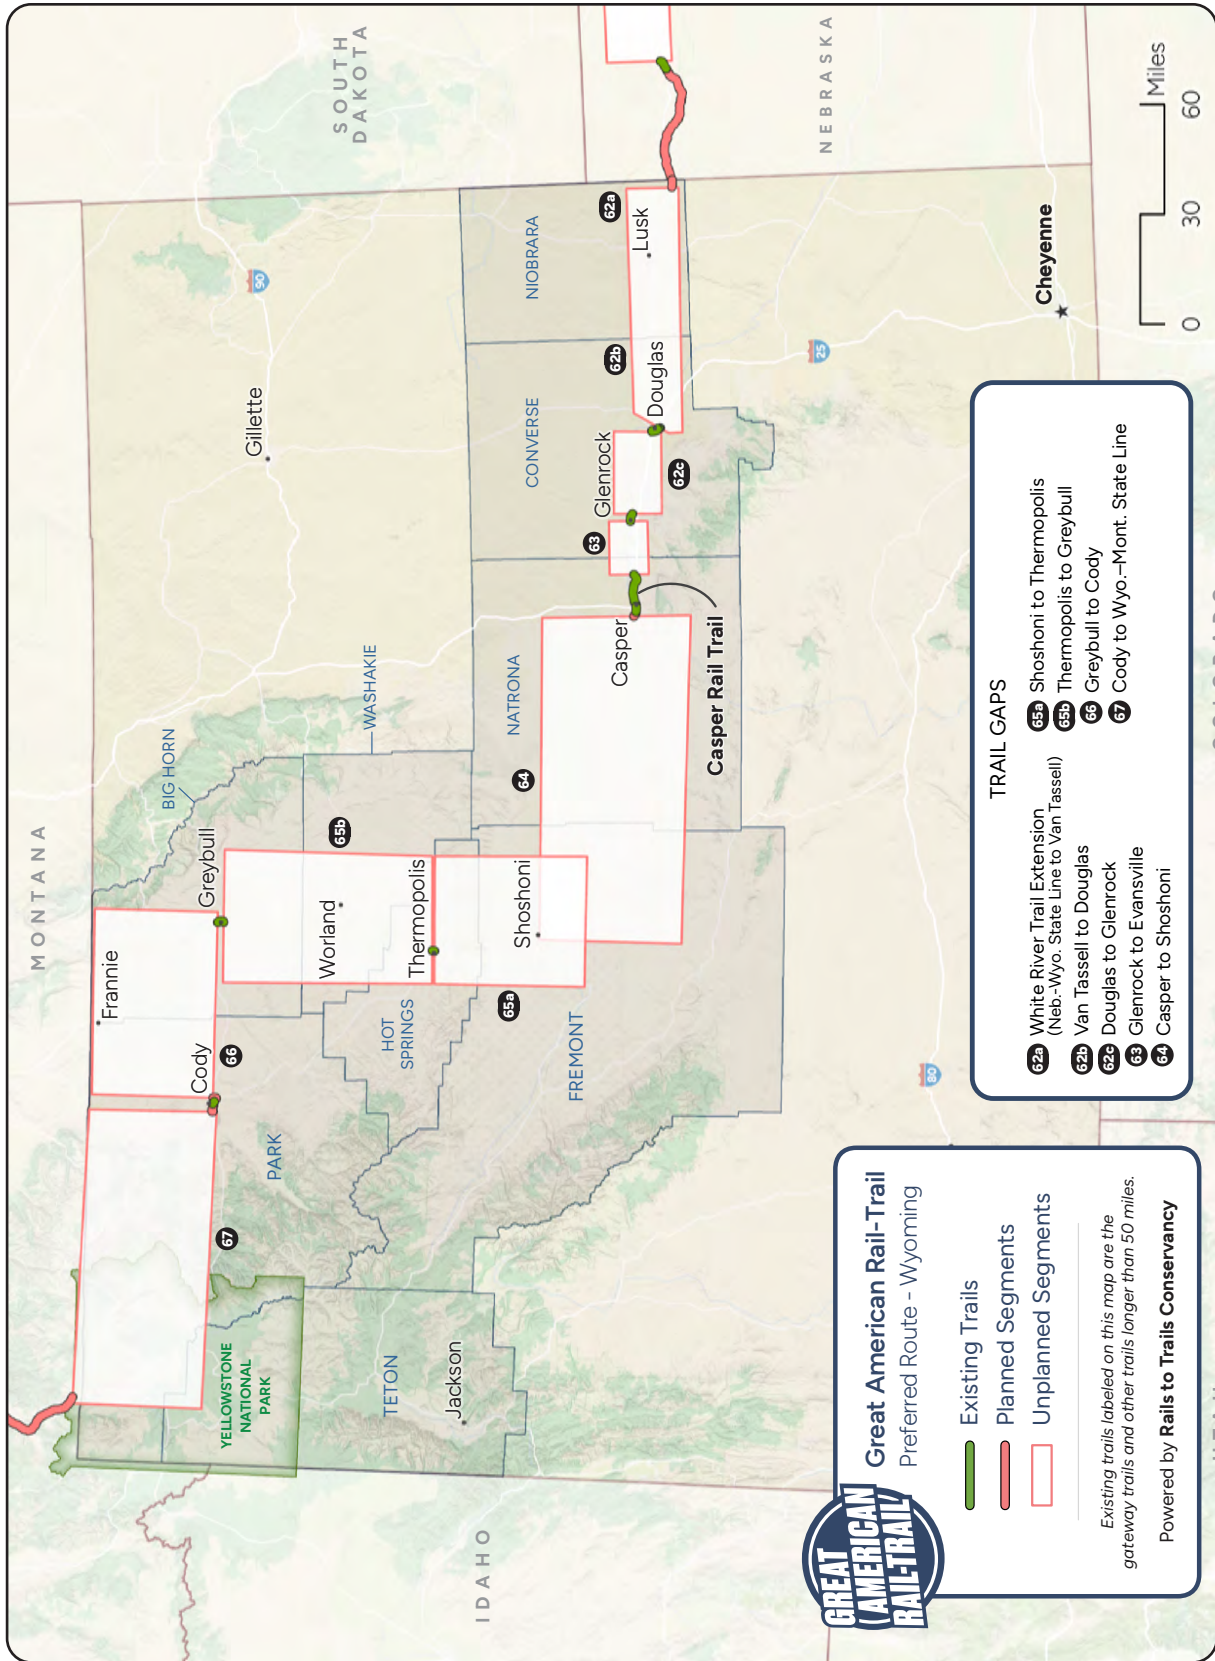 MONTANA
SOUTH
DAKOTA
NEBRASKA
IDAHO
YELLOWSTONE
NATIONAL
PARK
TETON
Jackson
PARK
67
Cody
66
Frannie
Greybull
BIG HORN
WASHAKIE
Worland
65b
Thermopolis
HOT
SPRINGS
65a
Shoshoni
FREMONT
64
NATRONA
Casper
Casper Rail Trail
63
Glenrock
62c
CONVERSE
Douglas
62b
NIOBRARA
Lusk
62a
Gillette
90
25
80
Cheyenne
0 30 60 Miles
GREAT
AMERICAN
RAIL-TRAIL
Great American Rail-Trail
Preferred Route - Wyoming
Existing Trails
Planned Segments
Unplanned Segments
Existing trails labeled on this map are the
gateway trails and other trails longer than 50 miles.
Powered by Rails to Trails Conservancy
TRAIL GAPS
62a White River Trail Extension
(Neb.-Wyo. State Line to Van Tassell)
62b Van Tassell to Douglas
62c Douglas to Glenrock
63 Glenrock to Evansville
64 Casper to Shoshoni
65a Shoshoni to Thermopolis
65b Thermopolis to Greybull
66 Greybull to Cody
67 Cody to Wyo.–Mont. State Line